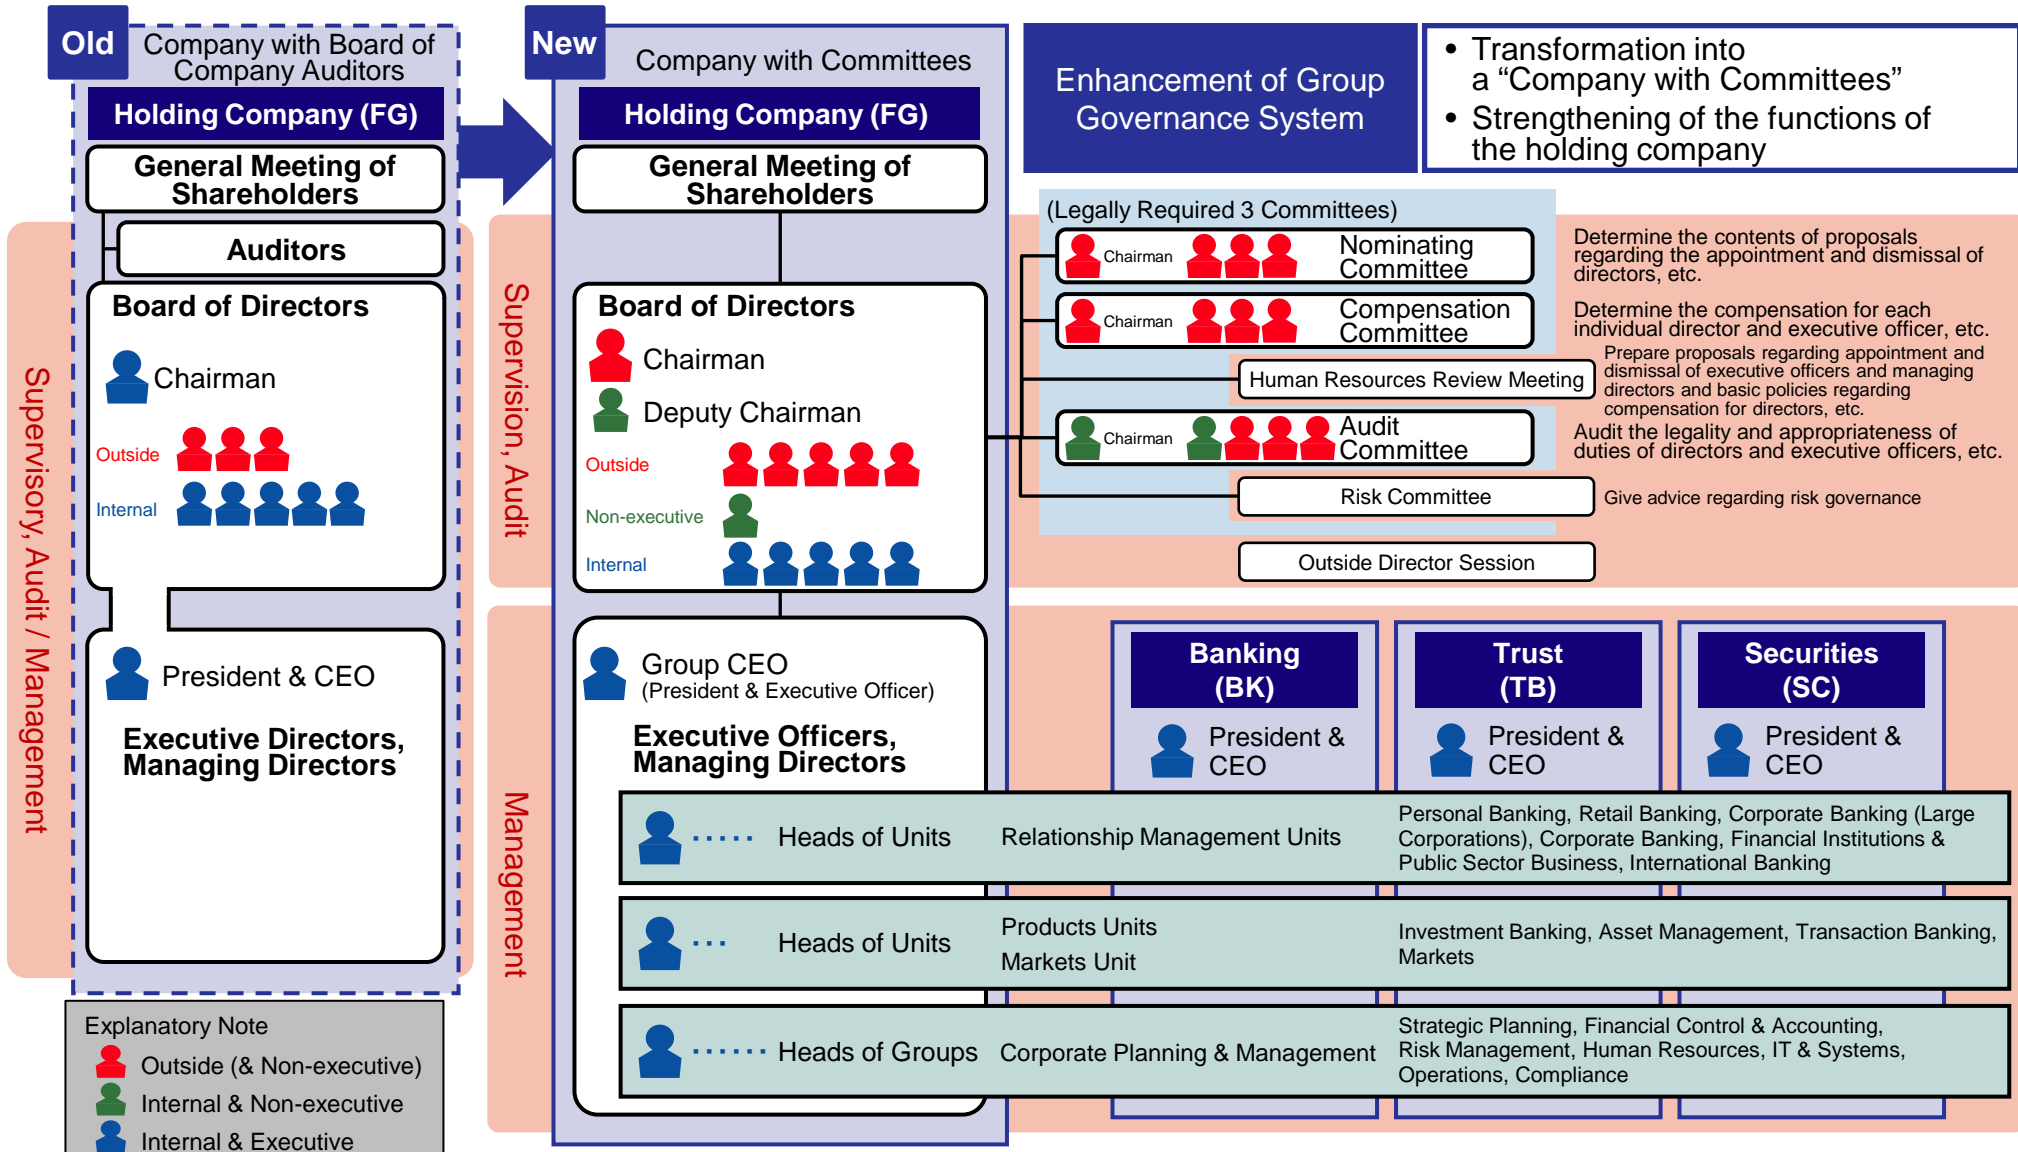 Old
Company with Board of
Company Auditors
Holding Company (FG)
General Meeting of
Shareholders
Auditors
Board of Directors
Chairman
Outside
Internal
President & CEO
Executive Directors,
Managing Directors
Supervisory, Audit / Management
Explanatory Note
Outside (& Non-executive)
Internal & Non-executive
Internal & Executive
New
Company with Committees
Holding Company (FG)
General Meeting of
Shareholders
Supervision, Audit
Board of Directors
Chairman
Deputy Chairman
Outside
Non-executive
Internal
Enhancement of Group
Governance System
• Transformation into
a “Company with Committees”
• Strengthening of the functions of
the holding company
(Legally Required 3 Committees)
Chairman
Nominating
Committee
Determine the contents of proposals
regarding the appointment and dismissal of
directors, etc.
Chairman
Compensation
Committee
Determine the compensation for each
individual director and executive officer, etc.
Human Resources Review Meeting
Prepare proposals regarding appointment and
dismissal of executive officers and managing
directors and basic policies regarding
compensation for directors, etc.
Chairman
Audit
Committee
Audit the legality and appropriateness of
duties of directors and executive officers, etc.
Risk Committee
Give advice regarding risk governance
Outside Director Session
Management
Group CEO
(President & Executive Officer)
Executive Officers,
Managing Directors
Banking
(BK)
President &
CEO
Trust
(TB)
President &
CEO
Securities
(SC)
President &
CEO
Heads of Units
Relationship Management Units
Personal Banking, Retail Banking, Corporate Banking (Large
Corporations), Corporate Banking, Financial Institutions &
Public Sector Business, International Banking
Heads of Units
Products Units
Markets Unit
Investment Banking, Asset Management, Transaction Banking,
Markets
Heads of Groups
Corporate Planning & Management
Strategic Planning, Financial Control & Accounting,
Risk Management, Human Resources, IT & Systems,
Operations, Compliance